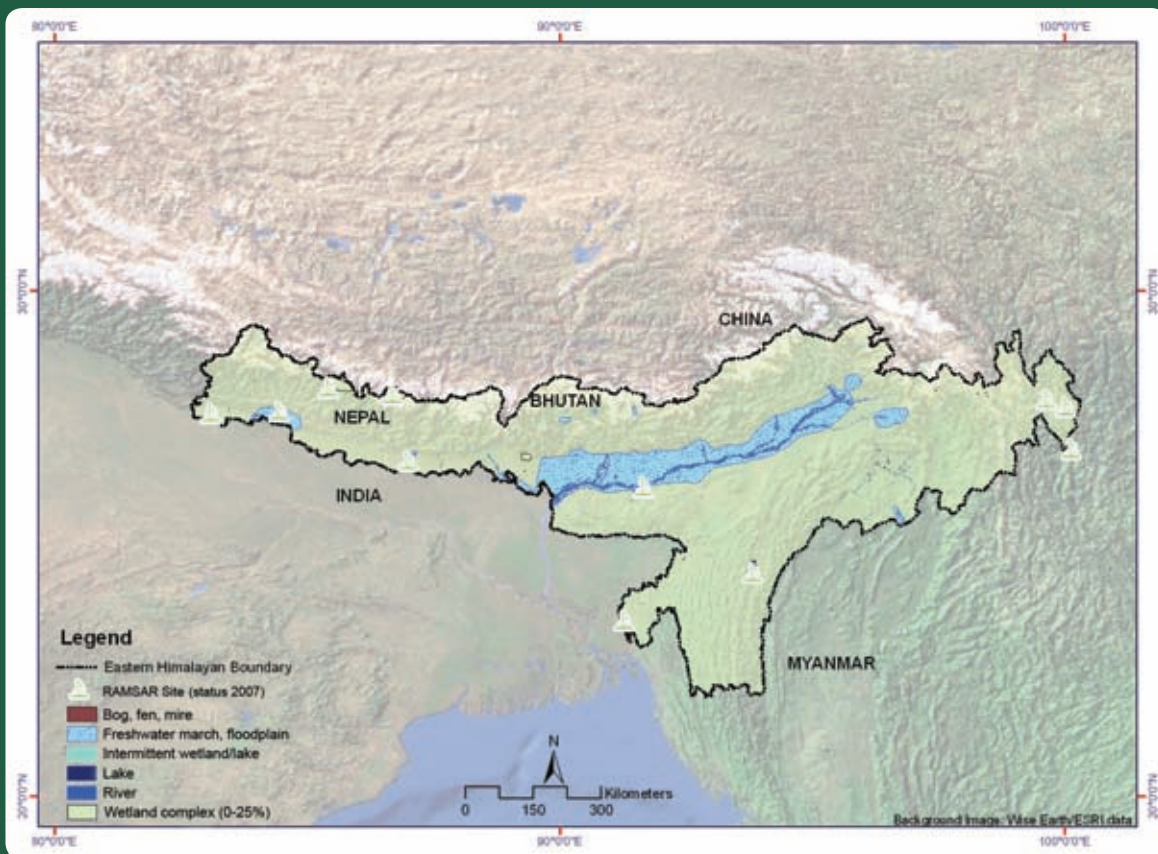 80°0'0"E 90°0'0"E 100°0'0"E
30°0'0"N 30°0'0"N
CHINA
BHUTAN
NEPAL
INDIA
MYANMAR
Legend
Eastern Himalayan Boundary
RAMSAR Site (status 2007)
Bog, fen, mire
Freshwater march, floodplain
Intermittent wetland/lake
Lake
River
Wetland complex (0-25%)
N
Kilometers
0 150 300
20°0'0"N 20°0'0"N
Background Image: Wise Earth/ESRI data
80°0'0"E 90°0'0"E 100°0'0"E